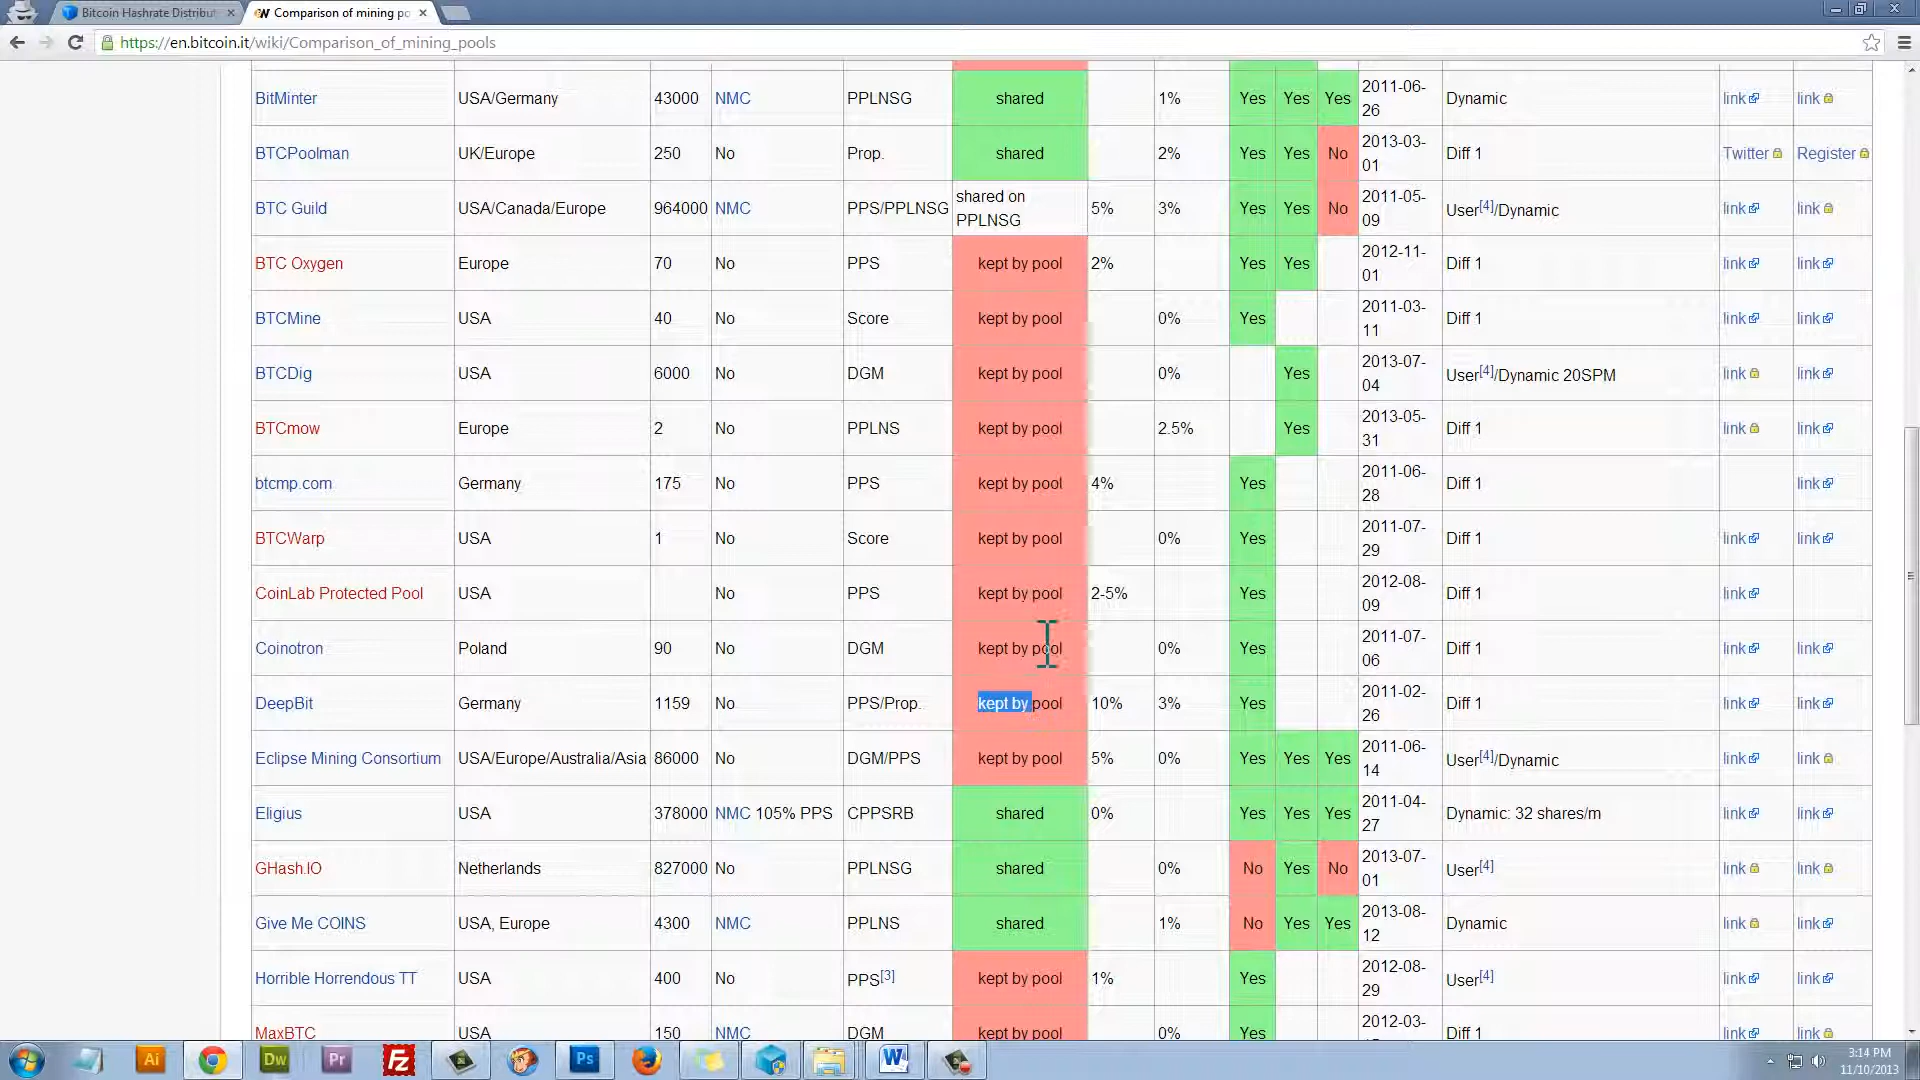 Bitcoin Hashrate Distribut
Comparison of mining po
https://en.bitcoin.it/wiki/Comparison_of_mining_pools
BitMinter USA/Germany 43000 NMC PPLNSG shared 1% Yes Yes Yes 2011-06-
26 Dynamic link link
BTCPoolman UK/Europe 250 No Prop. shared 2% Yes Yes No 2013-03-
01 Diff 1 Twitter Register
BTC Guild USA/Canada/Europe 964000 NMC PPS/PPLNSG shared on
PPLNSG 5% 3% Yes Yes No 2011-05-
09 User[4]/Dynamic link link
BTC Oxygen Europe 70 No PPS kept by pool 2% Yes Yes 2012-11-
01 Diff 1 link link
BTCMine USA 40 No Score kept by pool 0% Yes 2011-03-
11 Diff 1 link link
BTCDig USA 6000 No DGM kept by pool 0% Yes 2013-07-
04 User[4]/Dynamic 20SPM link link
BTCmow Europe 2 No PPLNS kept by pool 2.5% Yes 2013-05-
31 Diff 1 link link
btcmp.com Germany 175 No PPS kept by pool 4% Yes 2011-06-
28 Diff 1 link
BTCWarp USA 1 No Score kept by pool 0% Yes 2011-07-
29 Diff 1 link link
CoinLab Protected Pool USA No PPS kept by pool 2-5% Yes 2012-08-
09 Diff 1 link
Coinotron Poland 90 No DGM kept by pool 0% Yes 2011-07-
06 Diff 1 link link
DeepBit Germany 1159 No PPS/Prop. kept by pool 10% 3% Yes 2011-02-
26 Diff 1 link link
Eclipse Mining Consortium USA/Europe/Australia/Asia 86000 No DGM/PPS kept by pool 5% 0% Yes Yes Yes 2011-06-
14 User[4]/Dynamic link link
Eligius USA 378000 NMC 105% PPS CPPSRB shared 0% Yes Yes Yes 2011-04-
27 Dynamic: 32 shares/m link link
GHash.IO Netherlands 827000 No PPLNSG shared 0% No Yes No 2013-07-
01 User[4] link link
Give Me COINS USA, Europe 4300 NMC PPLNS shared 1% No Yes Yes 2013-08-
12 Dynamic link link
Horrible Horrendous TT USA 400 No PPS[3] kept by pool 1% Yes 2012-08-
29 User[4] link link
MaxBTC USA 150 NMC DGM kept by pool 0% Yes 2012-03- Diff 1 link link
Ai Dw Pr Fz Ps W
3:14 PM
11/10/2013